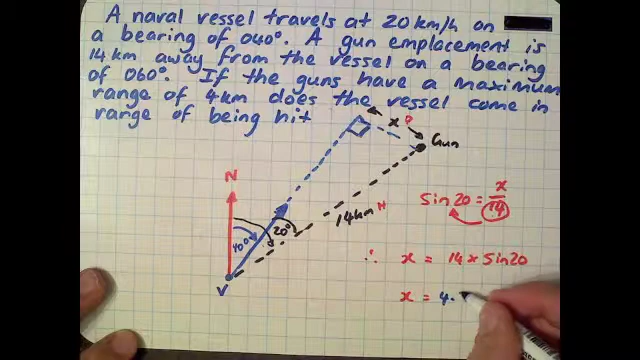 A naval vessel travels at 20 km/h on
a bearing of 040°. A gun emplacement is
14 km away from the vessel on a bearing
of 060°. If the guns have a maximum
range of 4 km does the vessel come in
range of being hit
x O
Gun
N
sin 20 = x/14
14 km H
20°
40°
∴ x = 14 x sin 20
V
x = 4.